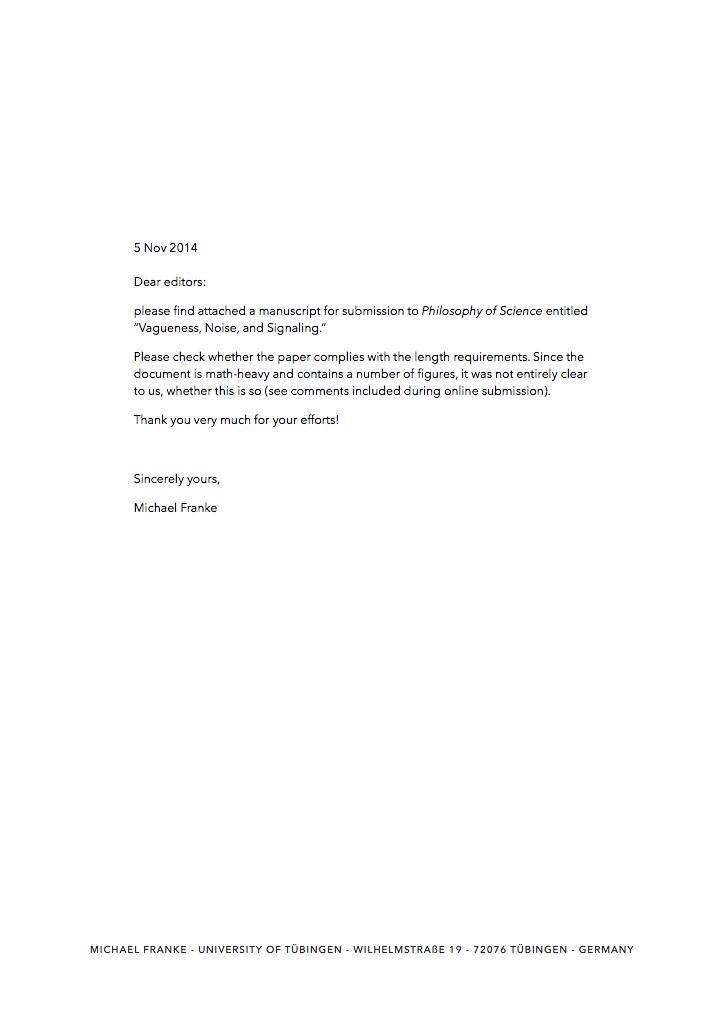 5 Nov 2014
Dear editors:
please find attached a manuscript for submission to Philosophy of Science entitled
“Vagueness, Noise, and Signaling.”
Please check whether the paper complies with the length requirements. Since the
document is math-heavy and contains a number of figures, it was not entirely clear
to us, whether this is so (see comments included during online submission).
Thank you very much for your efforts!
Sincerely yours,
Michael Franke
MICHAEL FRANKE - UNIVERSITY OF TÜBINGEN - WILHELMSTRAßE 19 - 72076 TÜBINGEN - GERMANY